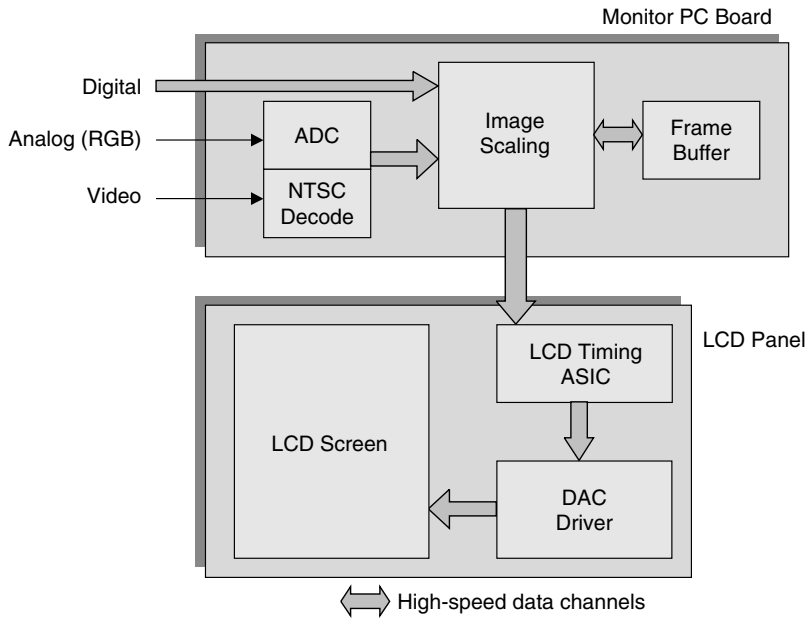 Monitor PC Board
Digital
Analog (RGB)
Video
ADC
NTSC
Decode
Image
Scaling
Frame
Buffer
LCD Panel
LCD Timing
ASIC
LCD Screen
DAC
Driver
High-speed data channels